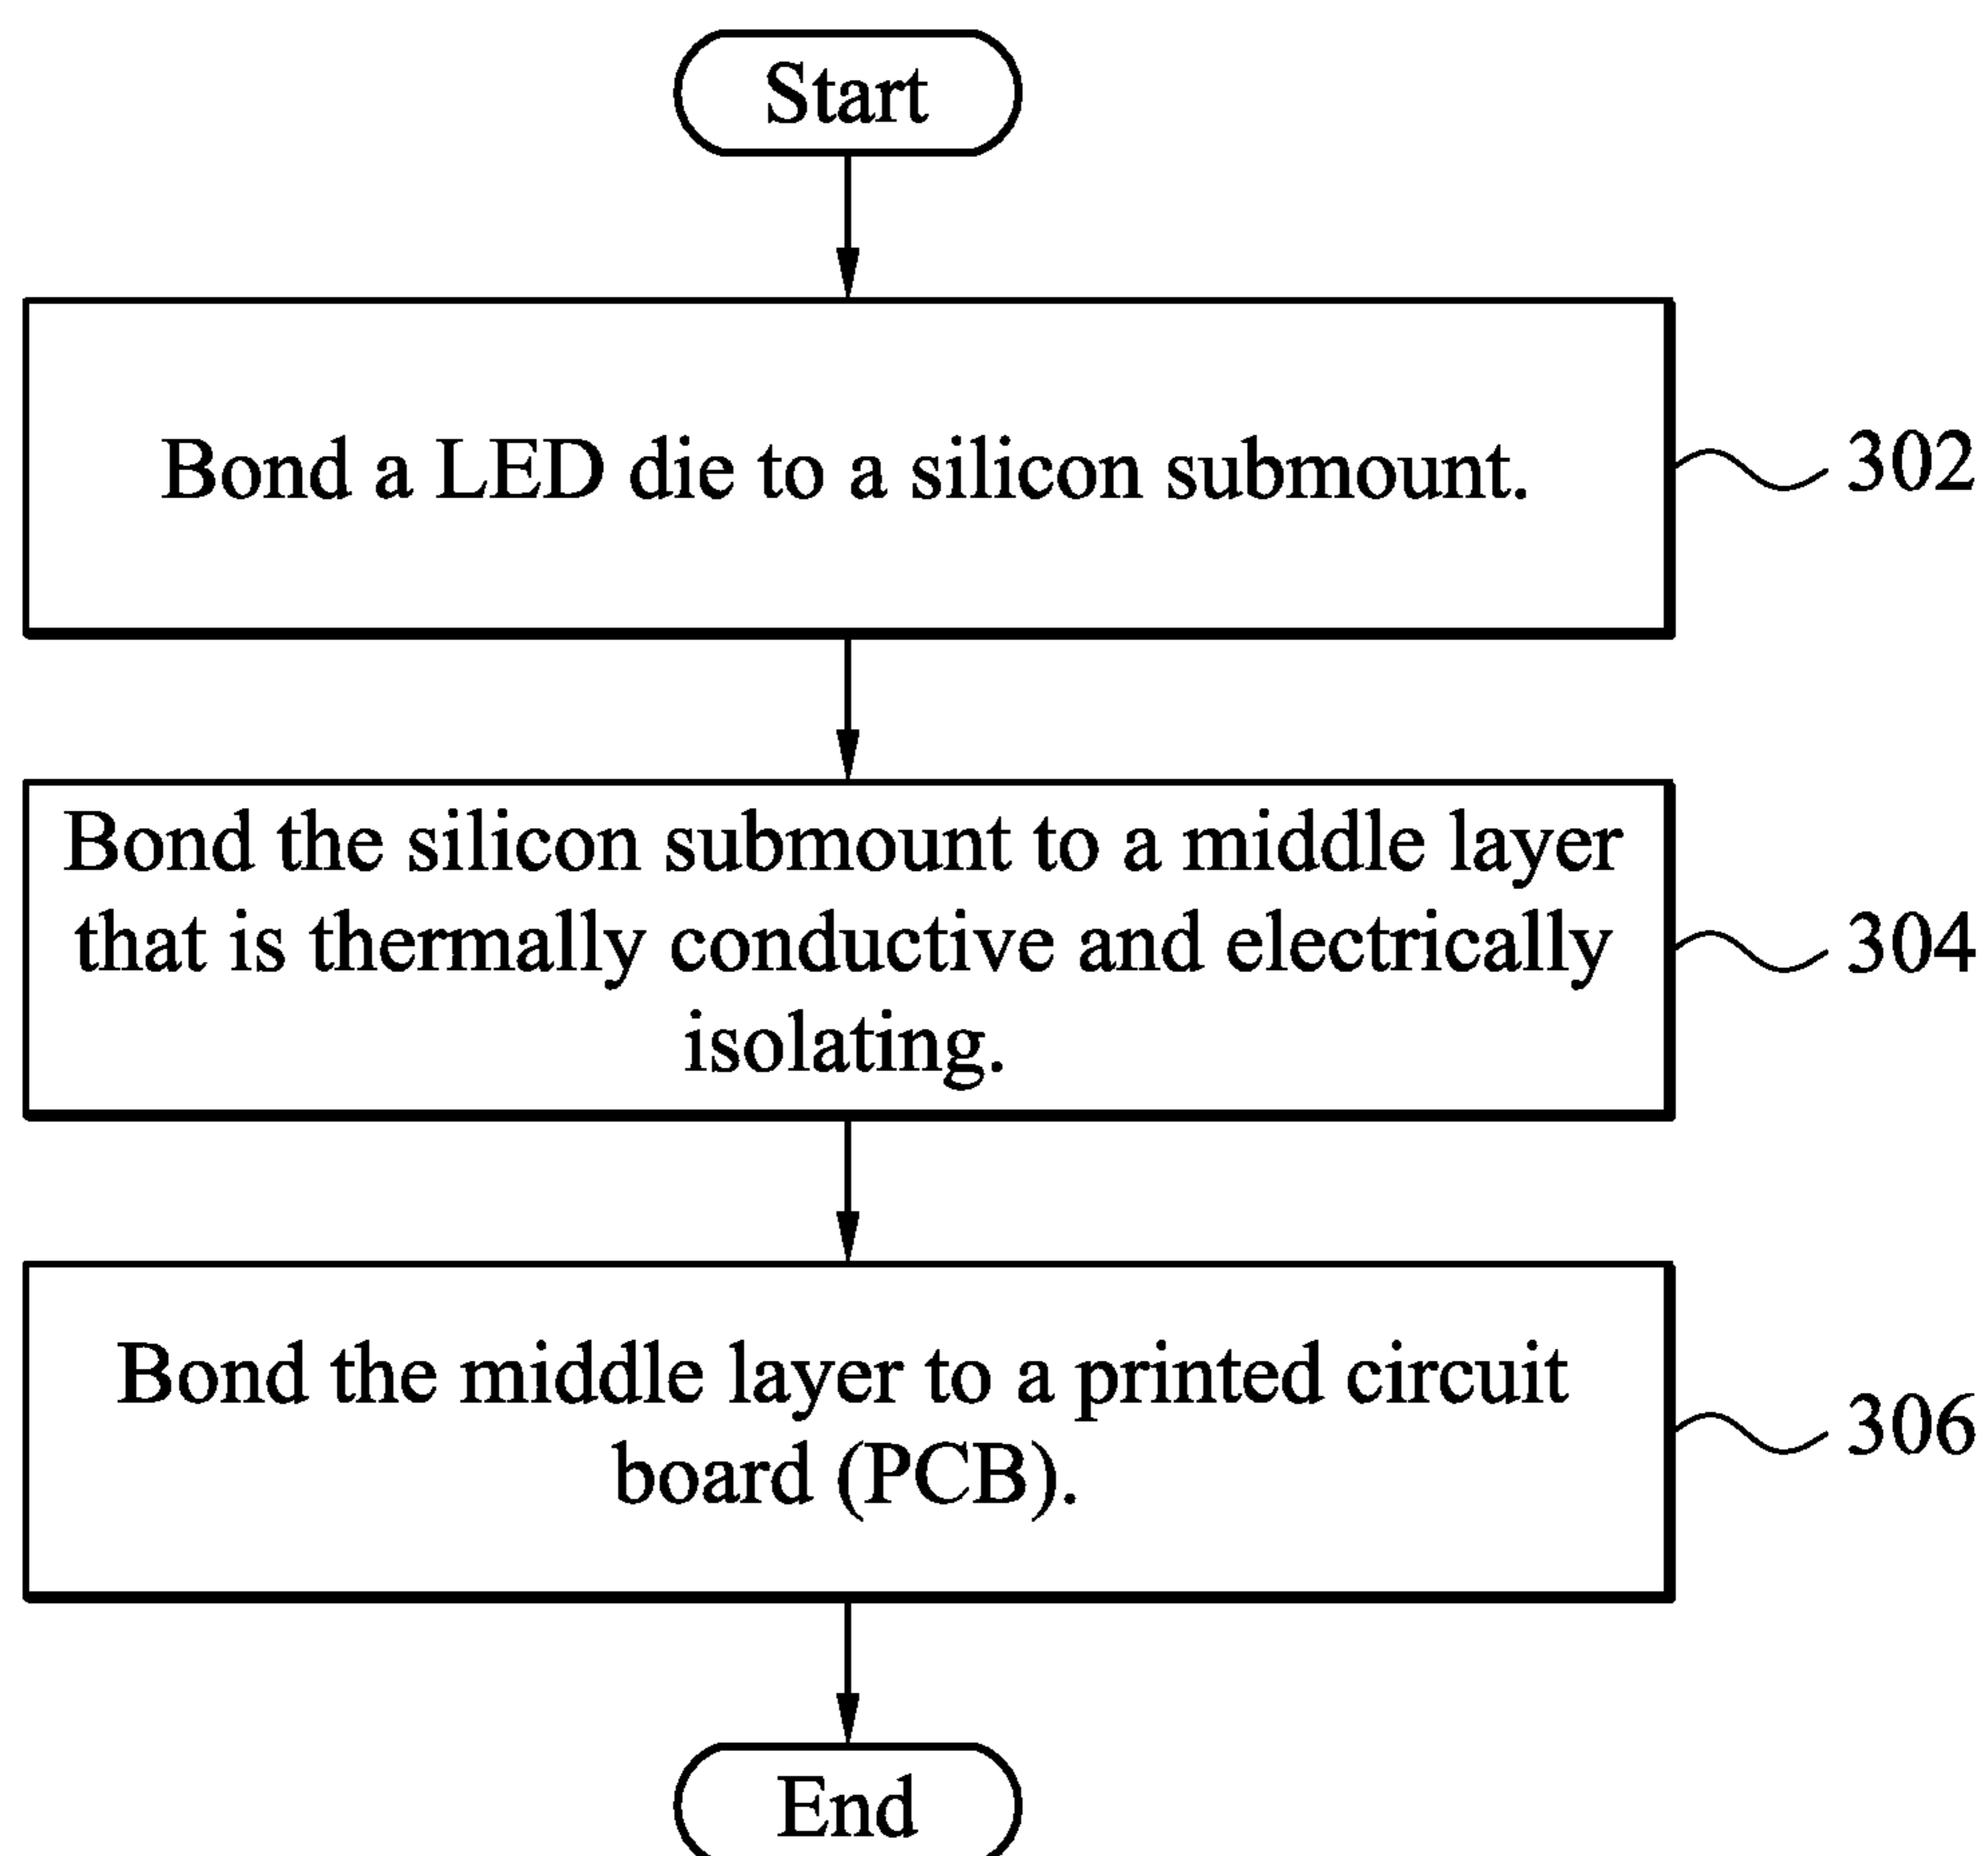 Start
Bond a LED die to a silicon submount.
302
Bond the silicon submount to a middle layer
that is thermally conductive and electrically
isolating.
304
Bond the middle layer to a printed circuit
board (PCB).
306
End